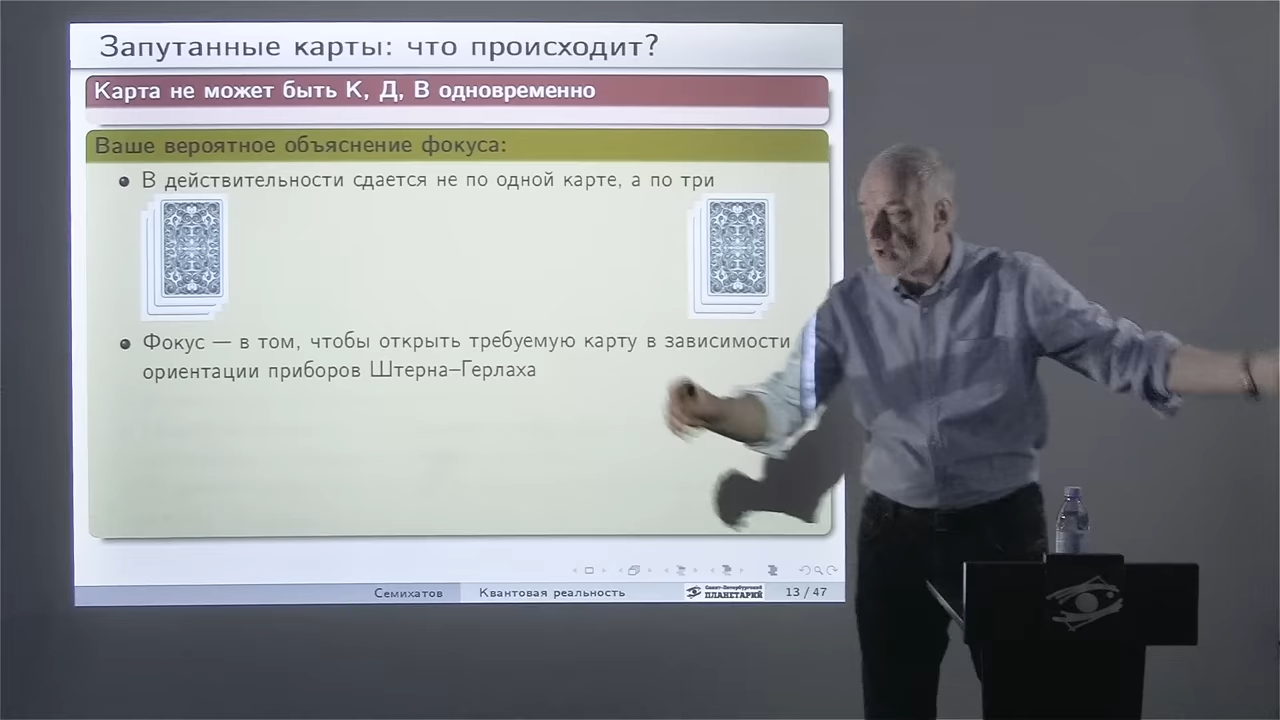 Запутанные карты: что происходит?
Карта не может быть К, Д, В одновременно
Ваше вероятное объяснение фокуса:
В действительности сдается не по одной карте, а по три
Фокус — в том, чтобы открыть требуемую карту в зависимости
ориентации приборов Штерна–Герлаха
Семихатов
Квантовая реальность
Санкт-Петербургский
ПЛАНЕТАРИЙ
13 / 47